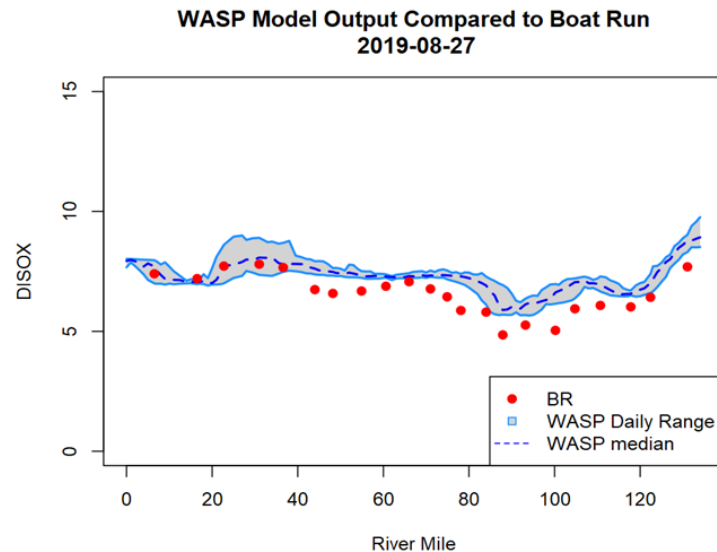 WASP Model Output Compared to Boat Run
2019-08-27
15
10
5
0
DISOX
BR
WASP Daily Range
WASP median
0 20 40 60 80 100 120
River Mile